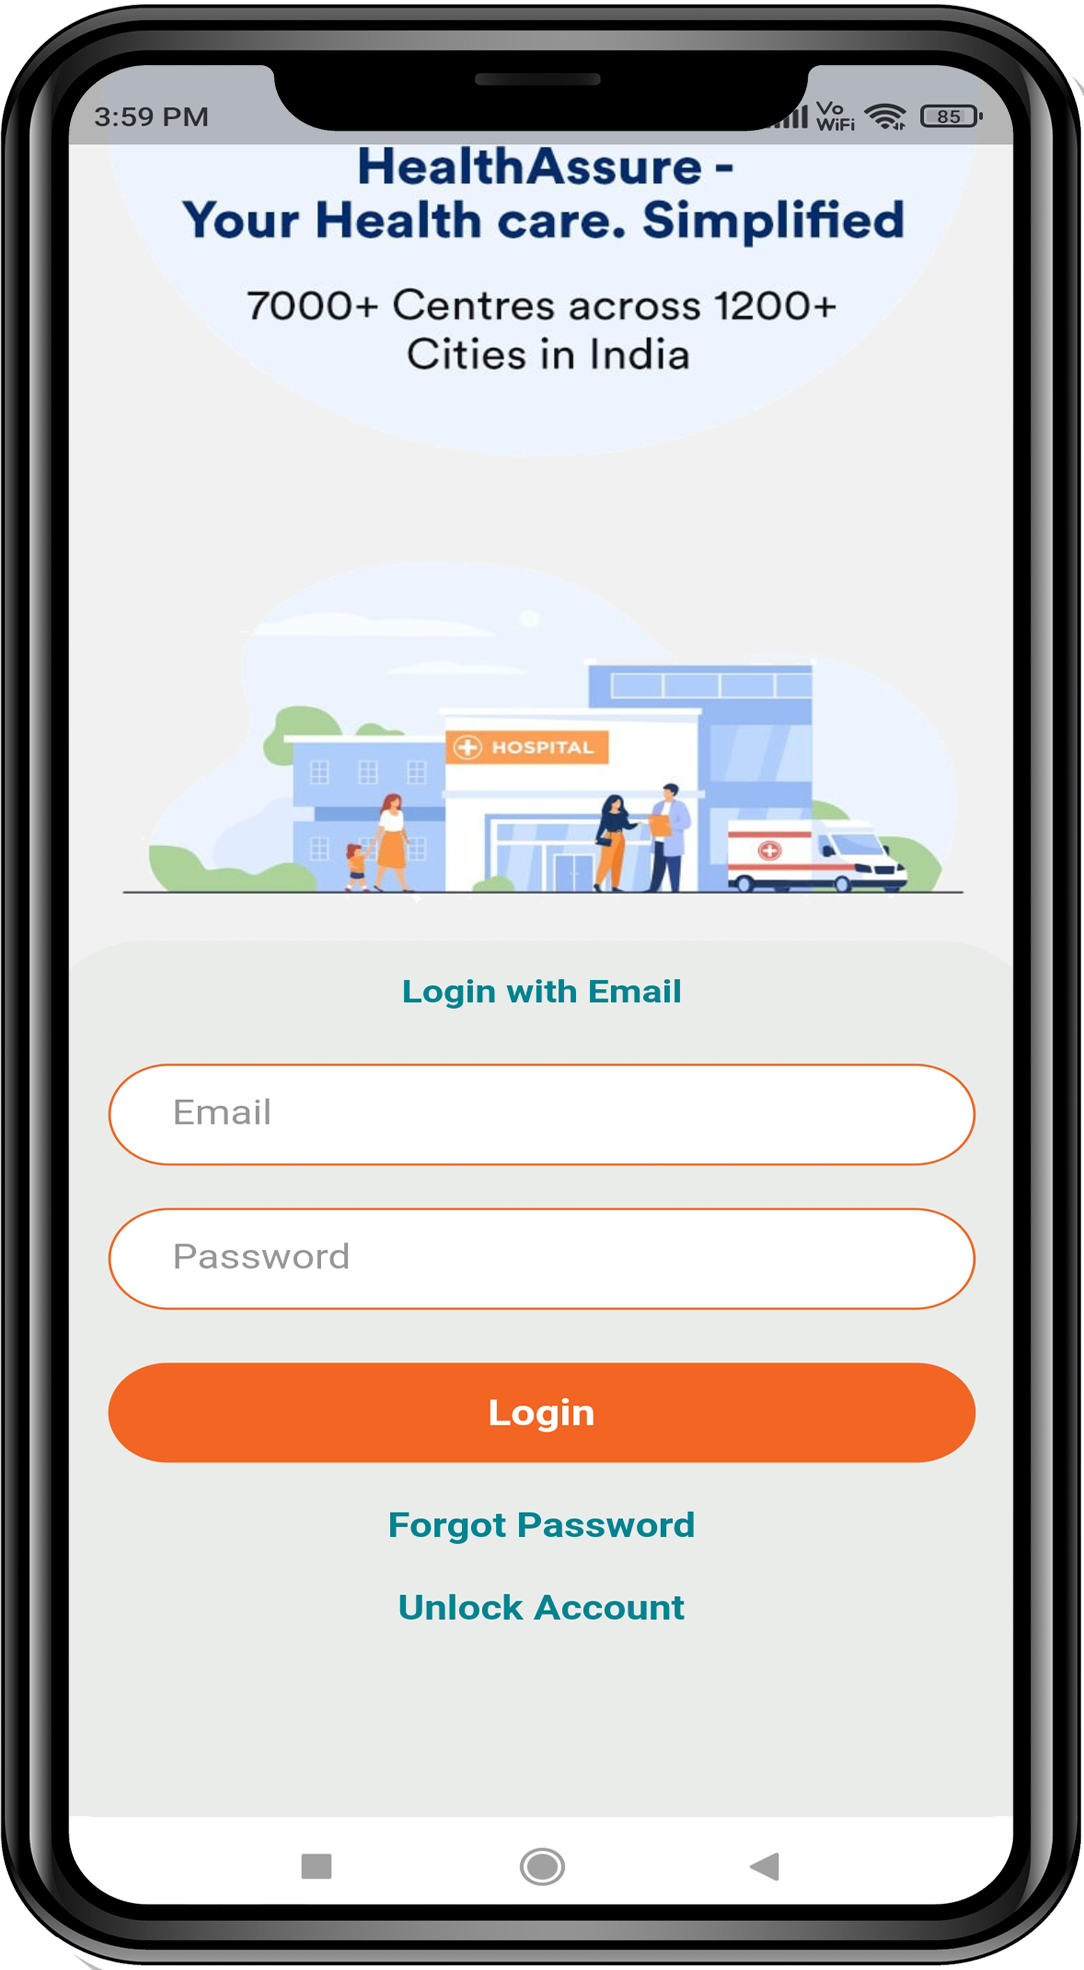 3:59 PM
Vo
WiFi
85
HealthAssure -
Your Health care. Simplified
7000+ Centres across 1200+
Cities in India
HOSPITAL
Login with Email
Email
Password
Login
Forgot Password
Unlock Account